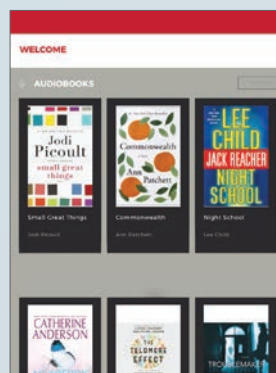 WELCOME
AUDIOBOOKS
Jodi
Picoult
small great
things
Commonwealth
Ann
Patchett
LEE
CHILD
JACK REACHER
NIGHT
SCHOOL
Small Great Things
Commonwealth
Night School
Jodi Picoult
Ann Patchett
Lee Child
CATHERINE
ANDERSON
THE
TELOMERE
EFFECT
TROUBLEMAKER